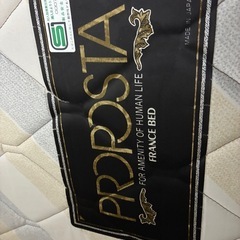 PROPOSTA
FOR AMENITY OF HUMAN LIFE
FRANCE BED
MADE IN JAPAN